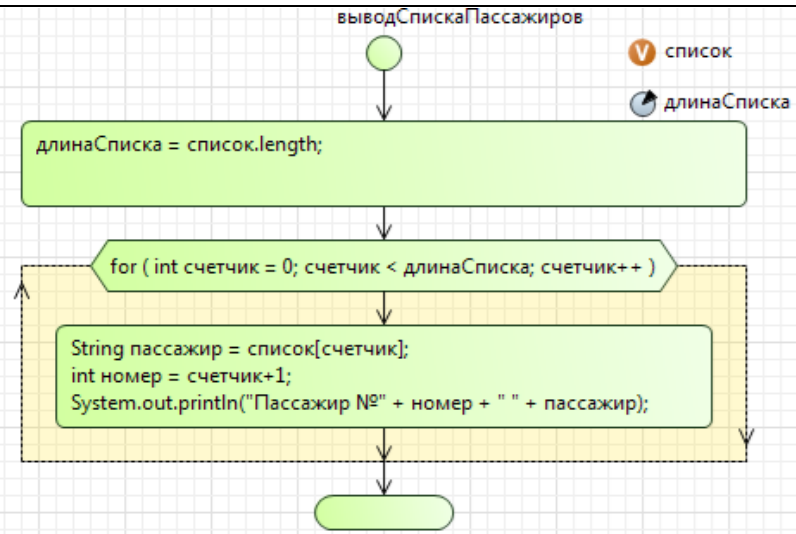 выводСпискаПассажиров
V список
длинаСписка
длинаСписка = список.length;
for ( int счетчик = 0; счетчик < длинаСписка; счетчик++ )
String пассажир = список[счетчик];
int номер = счетчик+1;
System.out.println("Пассажир №" + номер + " " + пассажир);